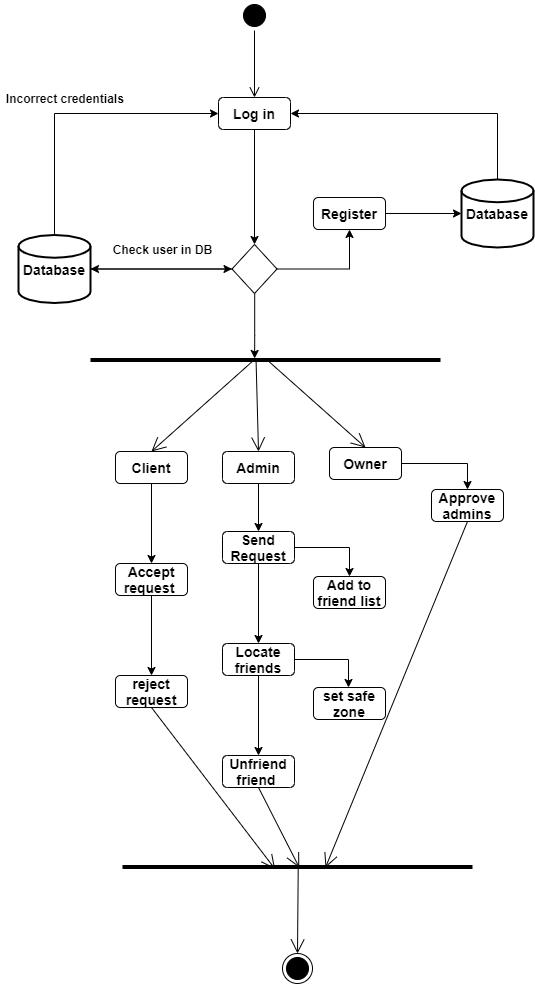 Incorrect credentials
Log in
Register
Database
Check user in DB
Database
Client
Admin
Owner
Approve
admins
Send
Request
Accept
request
Add to
friend list
Locate
friends
reject
request
set safe
zone
Unfriend
friend